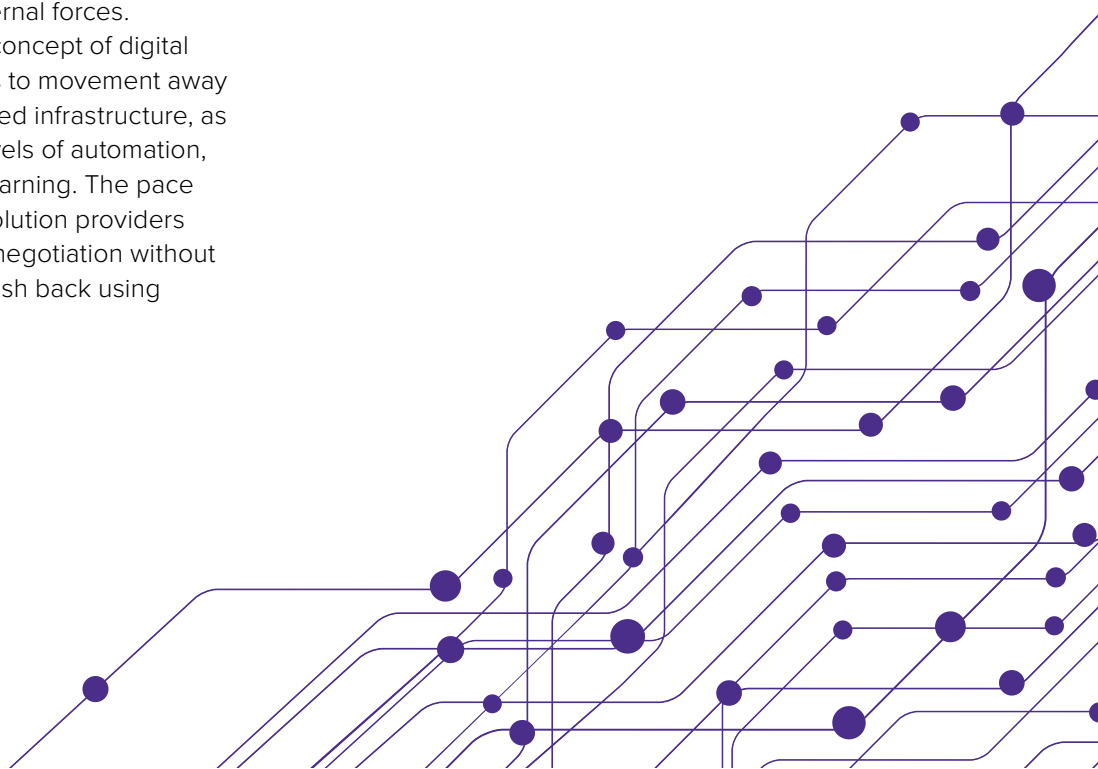 ernal forces.
concept of digital
to movement away
ed infrastructure, as
els of automation,
arning. The pace
olution providers
negotiation without
sh back using